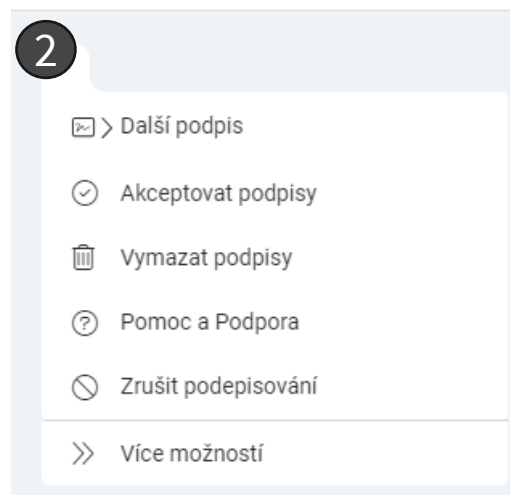 2
Další podpis
Akceptovat podpisy
Vymazat podpisy
Pomoc a Podpora
Zrušit podepisování
Více možností